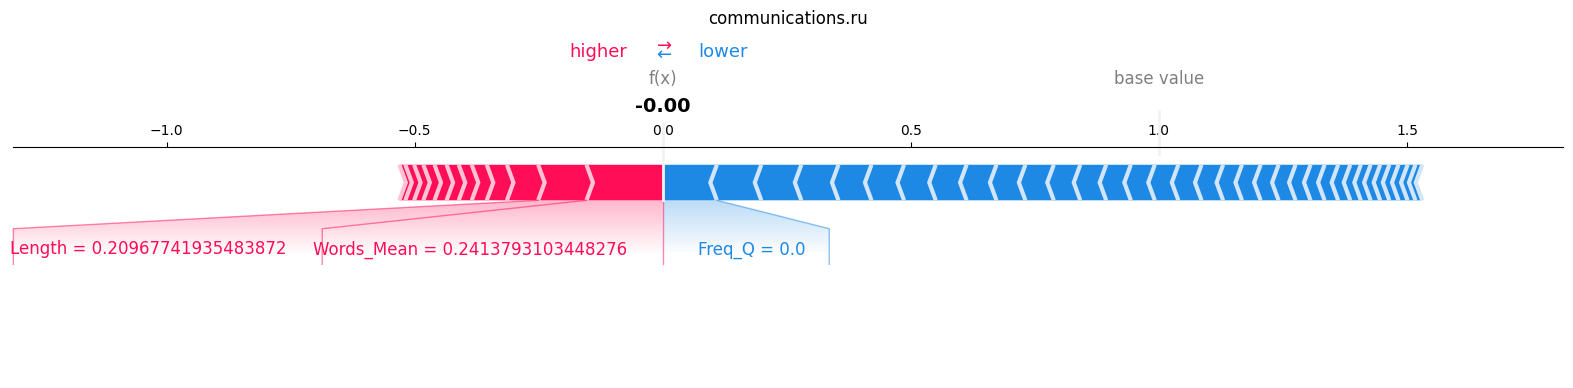 communications.ru
higher → ← lower
f(x) base value
-0.00
−1.0 −0.5 0.0 0.5 1.0 1.5
Length = 0.20967741935483872 Words_Mean = 0.2413793103448276 Freq_Q = 0.0